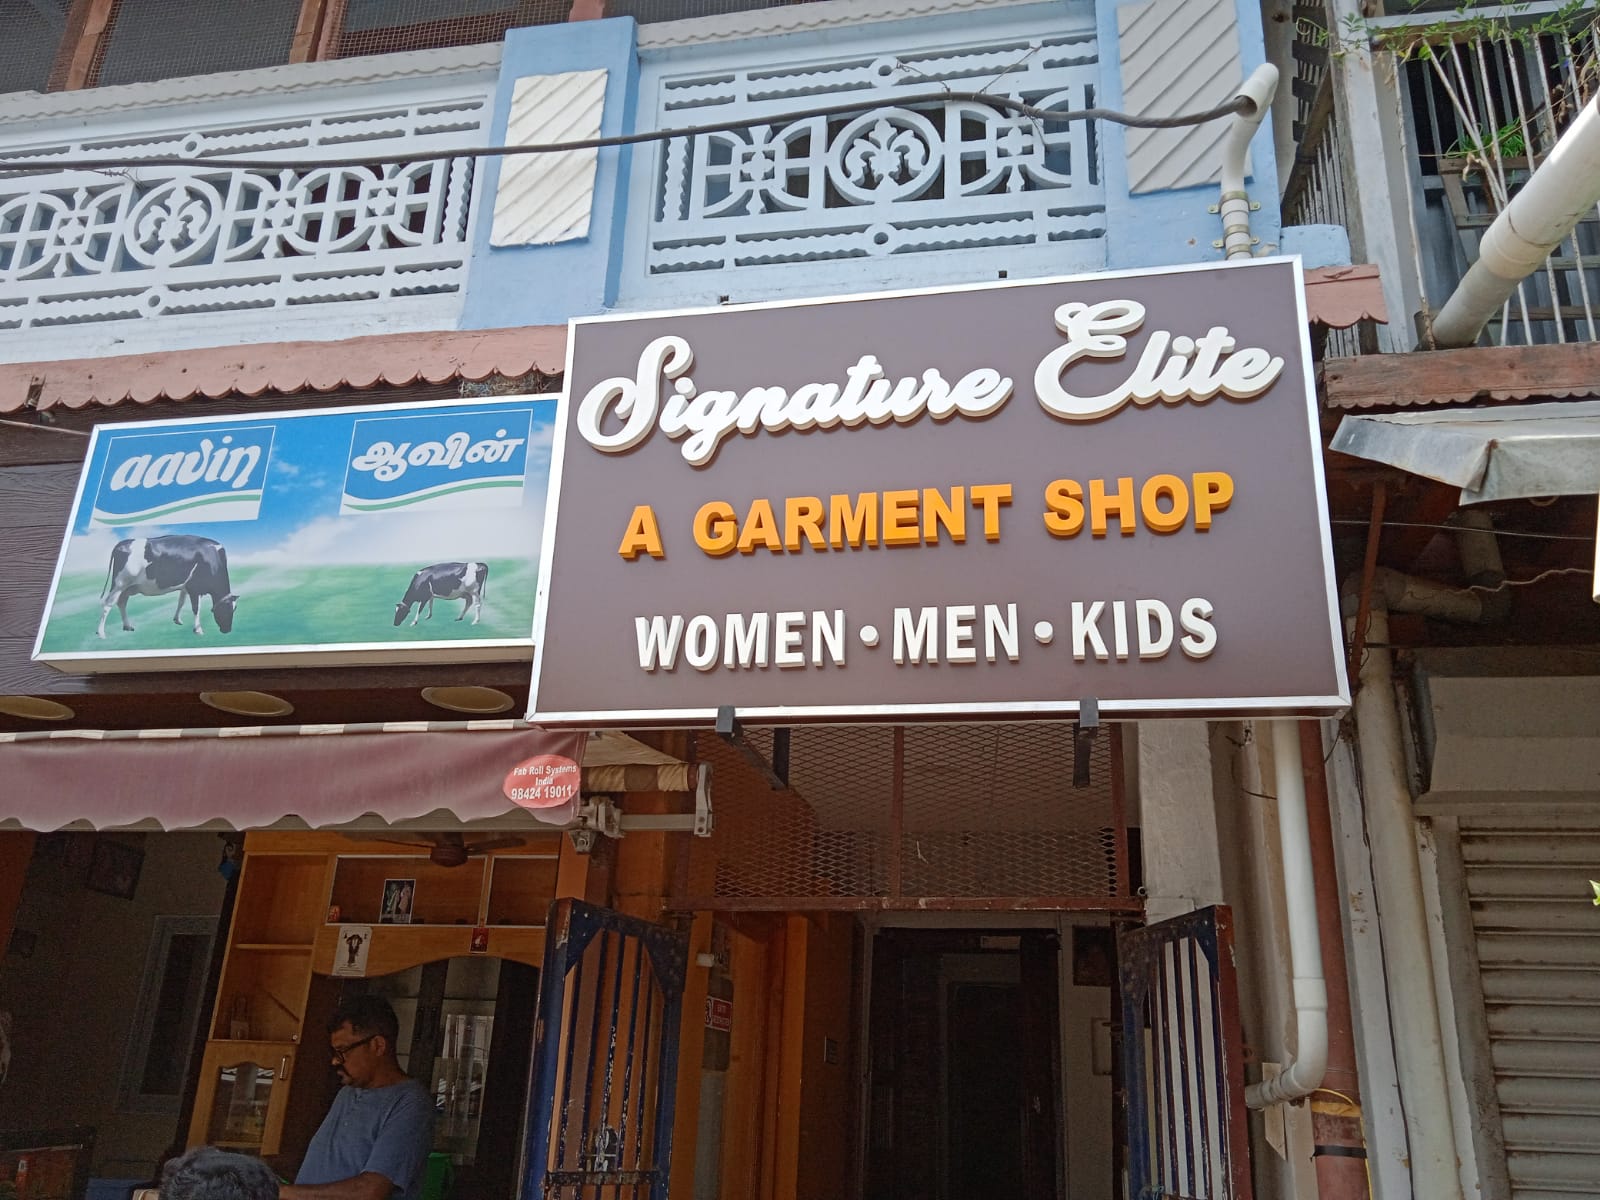 aavin
ஆவின்
Signature Elite
A GARMENT SHOP
WOMEN • MEN • KIDS
Fab Roll Systems
India
98424 19011